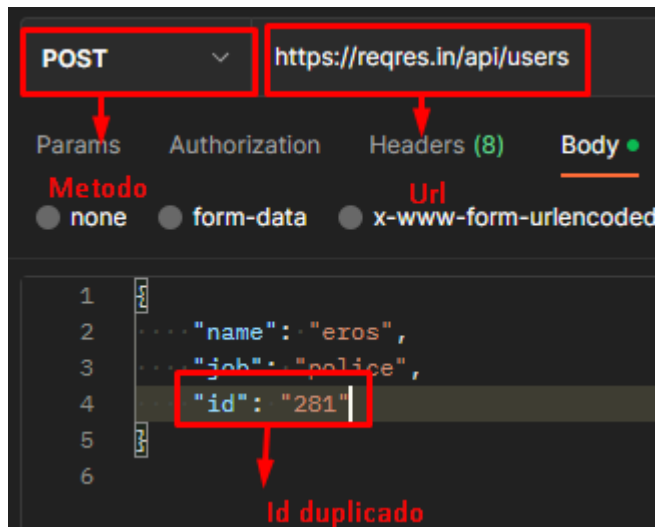 POST https://reqres.in/api/users
Params Authorization Headers (8) Body
Metodo Url
none form-data x-www-form-urlencoded
1 {
2 "name": "eros",
3 "job": "police",
4 "id": "281"
5 }
6
Id duplicado